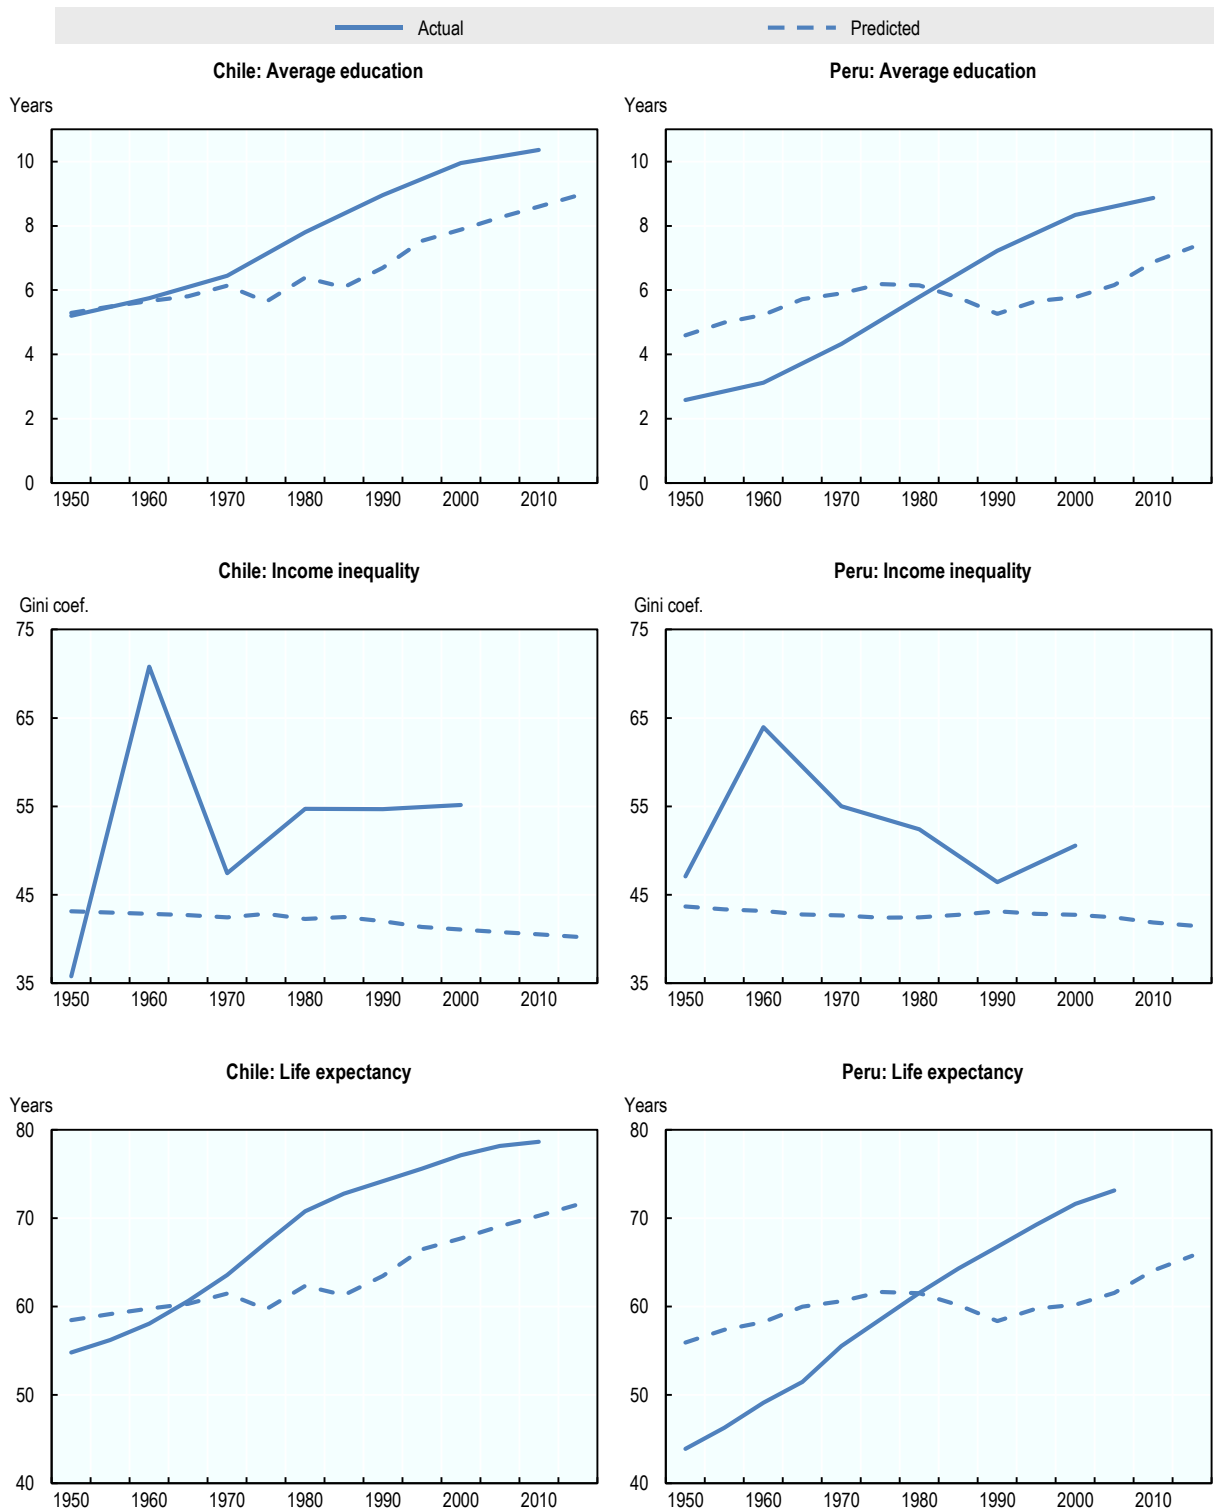 Actual Predicted
Chile: Average education Peru: Average education
Years Years
10 10
8 8
6 6
4 4
2 2
0 0
1950 1960 1970 1980 1990 2000 2010 1950 1960 1970 1980 1990 2000 2010
Chile: Income inequality Peru: Income inequality
Gini coef. Gini coef.
75 75
65 65
55 55
45 45
35 35
1950 1960 1970 1980 1990 2000 2010 1950 1960 1970 1980 1990 2000 2010
Chile: Life expectancy Peru: Life expectancy
Years Years
80 80
70 70
60 60
50 50
40 40
1950 1960 1970 1980 1990 2000 2010 1950 1960 1970 1980 1990 2000 2010